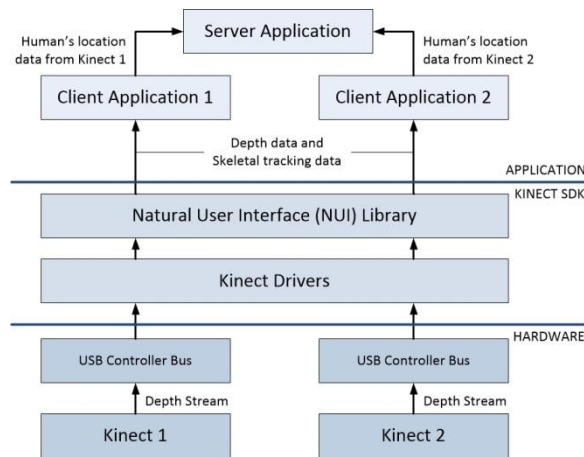 Server Application
Human's location
data from Kinect 1
Human's location
data from Kinect 2
Client Application 1
Client Application 2
Depth data and
Skeletal tracking data
APPLICATION
KINECT SDK
Natural User Interface (NUI) Library
Kinect Drivers
HARDWARE
USB Controller Bus
USB Controller Bus
Depth Stream
Depth Stream
Kinect 1
Kinect 2